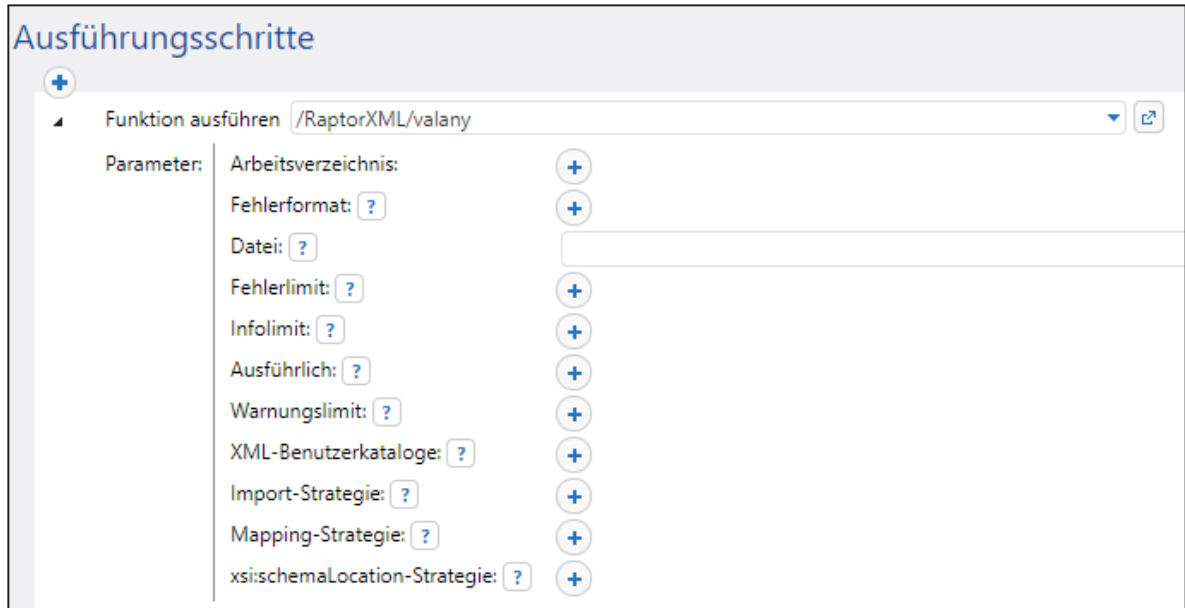 Ausführungsschritte
Funktion ausführen /RaptorXML/valany
Parameter: Arbeitsverzeichnis:
Fehlerformat: ?
Datei: ?
Fehlerlimit: ?
Infolimit: ?
Ausführlich: ?
Warnungslimit: ?
XML-Benutzerkataloge: ?
Import-Strategie: ?
Mapping-Strategie: ?
xsi:schemaLocation-Strategie: ?